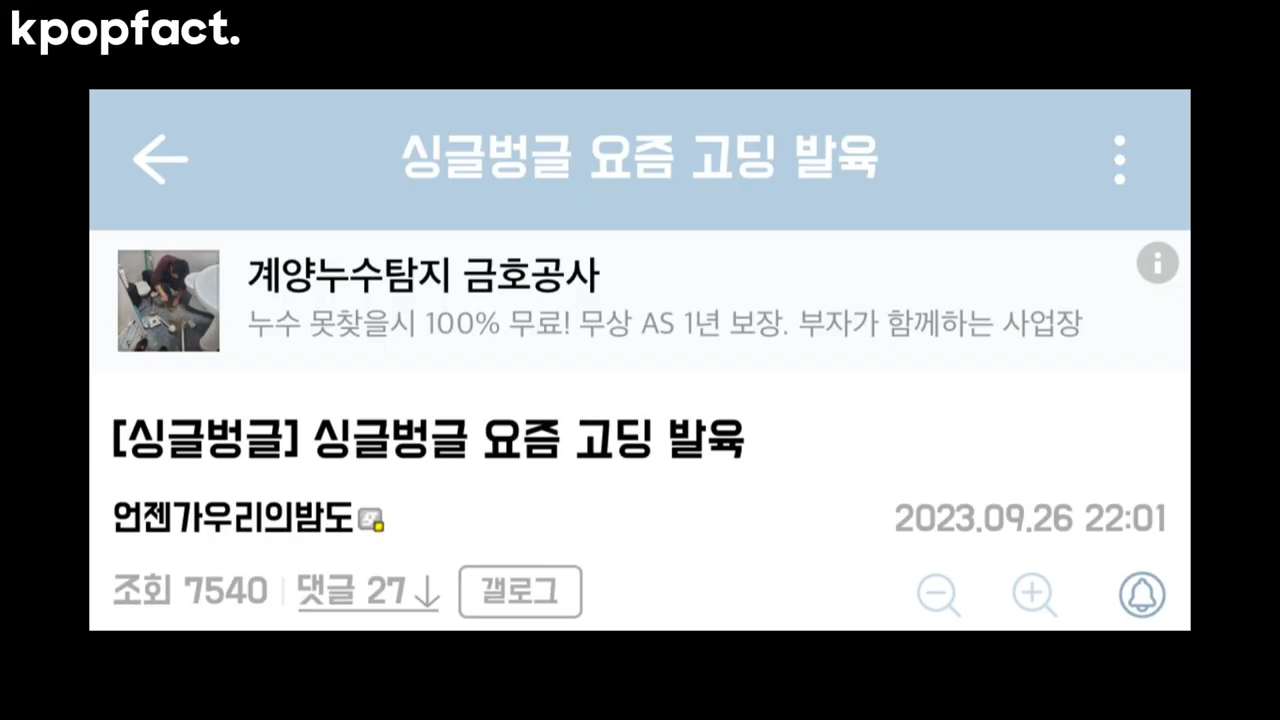 kpopfact.
싱글벙글 요즘 고딩 발육
계양누수탐지 금호공사
누수 못찾을시 100% 무료! 무상 AS 1년 보장. 부자가 함께하는 사업장
[싱글벙글] 싱글벙글 요즘 고딩 발육
언젠가우리의밤도
2023.09.26 22:01
조회 7540 댓글 27 갤로그